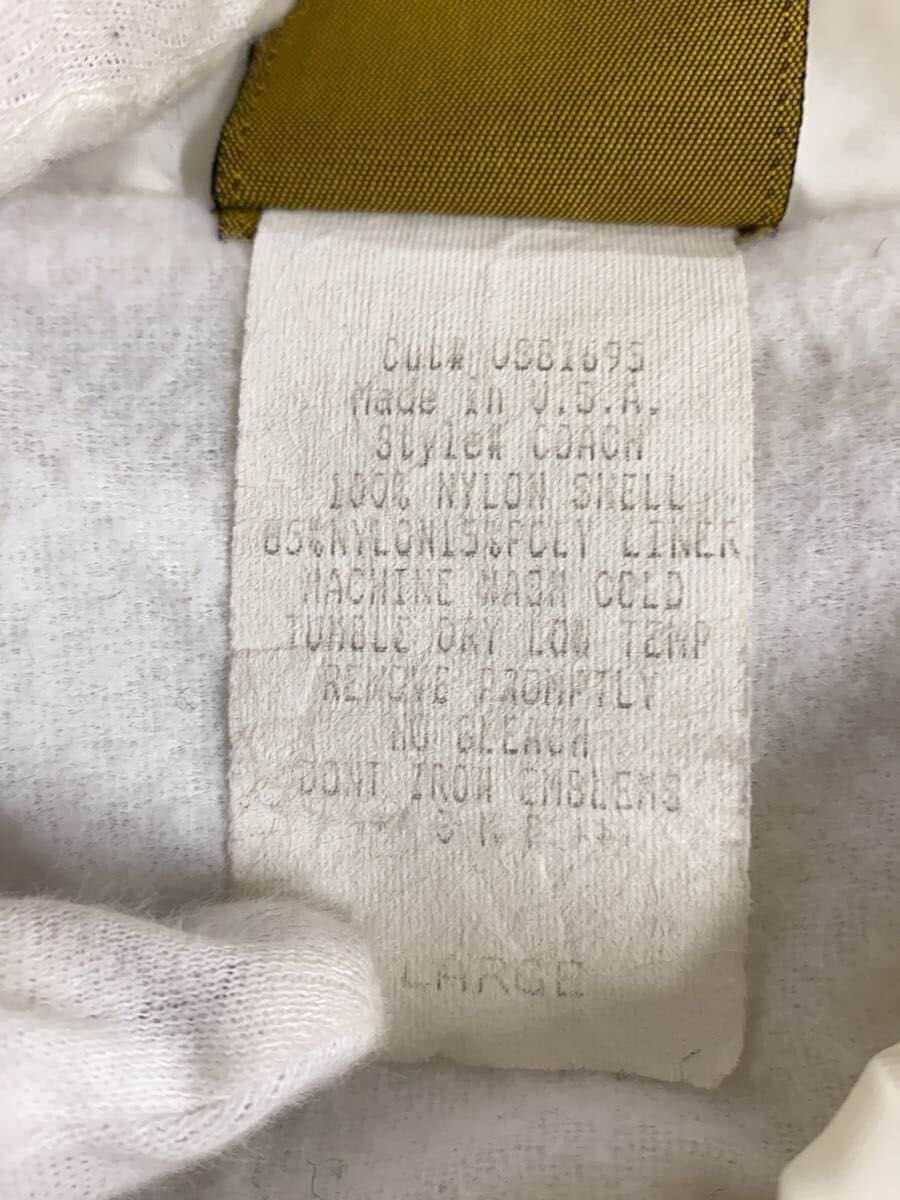 Cut#
Made in U.S.A.
Style# COACH
100% NYLON SHELL
85%NYLON15%POLY LINER
MACHINE WASH COLD
TUMBLE DRY LOW TEMP
REMOVE PROMPTLY
NO BLEACH
DONT IRON EMBLEMS
LARGE